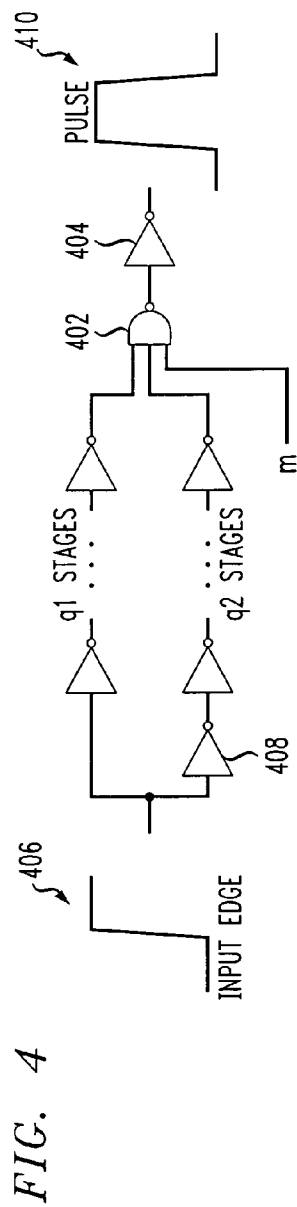 FIG. 4
406
INPUT EDGE
q1 STAGES
q2 STAGES
408
402
404
m
PULSE
410